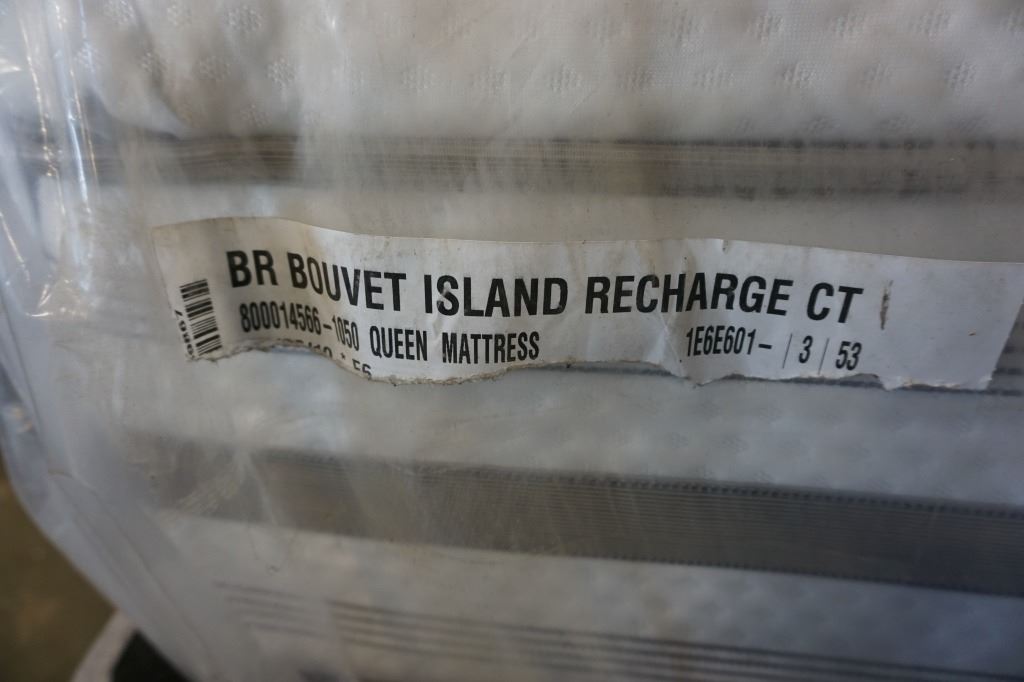 BR BOUVET ISLAND RECHARGE CT
800014566-1050 QUEEN MATTRESS 1E6E601- | 3 | 53